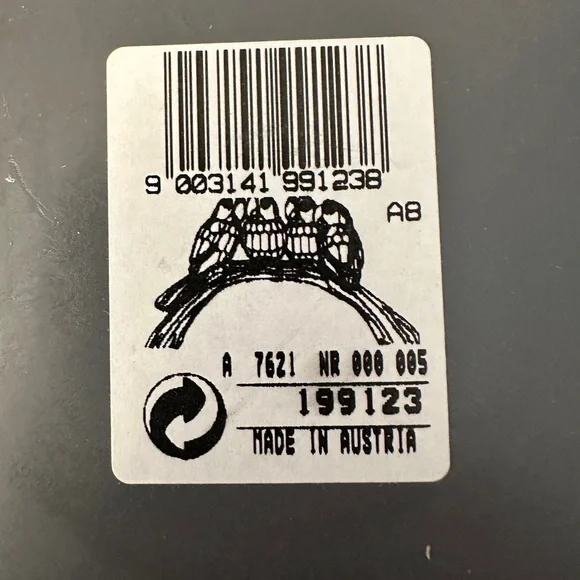 9 003141 991238
A8
A 7621 NR 000 005
199123
MADE IN AUSTRIA